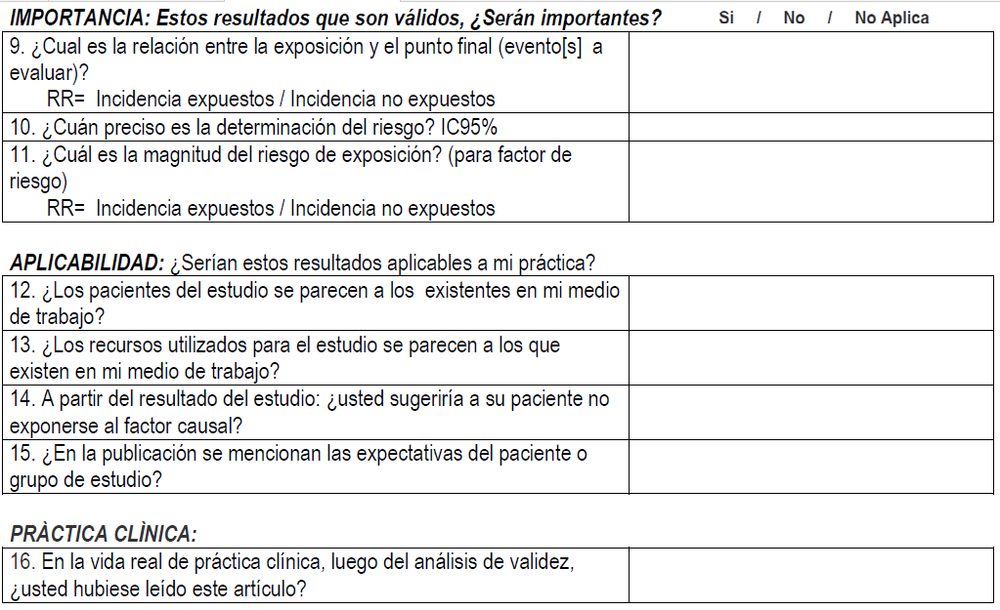 IMPORTANCIA: Estos resultados que son válidos, ¿Serán importantes? Si / No / No Aplica
9. ¿Cual es la relación entre la exposición y el punto final (evento[s] a
evaluar)?
RR= Incidencia expuestos / Incidencia no expuestos
10. ¿Cuán preciso es la determinación del riesgo? IC95%
11. ¿Cuál es la magnitud del riesgo de exposición? (para factor de
riesgo)
RR= Incidencia expuestos / Incidencia no expuestos
APLICABILIDAD: ¿Serían estos resultados aplicables a mi práctica?
12. ¿Los pacientes del estudio se parecen a los existentes en mi medio
de trabajo?
13. ¿Los recursos utilizados para el estudio se parecen a los que
existen en mi medio de trabajo?
14. A partir del resultado del estudio: ¿usted sugeriría a su paciente no
exponerse al factor causal?
15. ¿En la publicación se mencionan las expectativas del paciente o
grupo de estudio?
PRÀCTICA CLÌNICA:
16. En la vida real de práctica clínica, luego del análisis de validez,
¿usted hubiese leído este artículo?